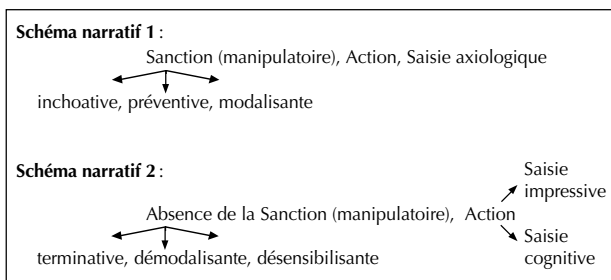 Schéma narratif 1 :
Sanction (manipulatoire), Action, Saisie axiologique
inchoative, préventive, modalisante
Schéma narratif 2 :
Saisie
impressive
Absence de la Sanction (manipulatoire), Action
Saisie
cognitive
terminative, démodalisante, désensibilisante